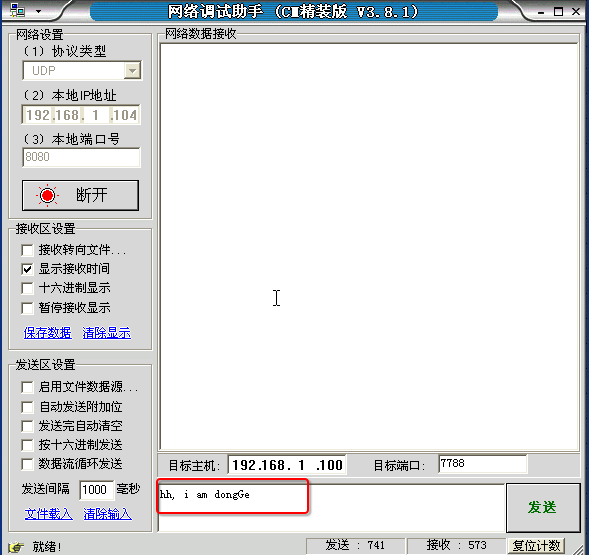 网络调试助手 (CM精装版 V3.8.1)
网络设置
(1) 协议类型
UDP
(2) 本地IP地址
192.168. 1 .104
(3) 本地端口号
8080
断开
接收区设置
接收转向文件...
显示接收时间
十六进制显示
暂停接收显示
保存数据 清除显示
发送区设置
启用文件数据源...
自动发送附加位
发送完自动清空
按十六进制发送
数据流循环发送
发送间隔 1000 毫秒
文件载入 清除输入
网络数据接收
目标主机: 192.168. 1 .100 目标端口: 7788
hh, i am dongGe
发送
就绪! 发送 : 741 接收 : 573 复位计数